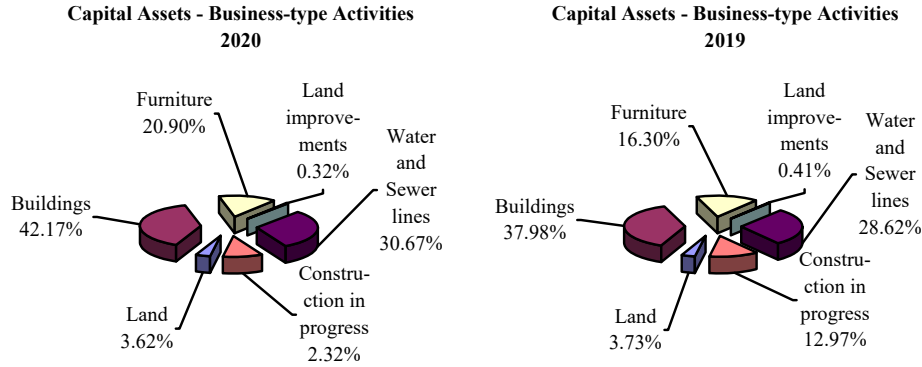 Capital Assets - Business-type Activities
2020
Furniture
20.90%
Land
improve-
ments
0.32%
Water
and
Sewer
lines
30.67%
Buildings
42.17%
Land
3.62%
Constru-
ction in
progress
2.32%
Capital Assets - Business-type Activities
2019
Furniture
16.30%
Land
improve-
ments
0.41%
Water
and
Sewer
lines
28.62%
Buildings
37.98%
Land
3.73%
Constru-
ction in
progress
12.97%